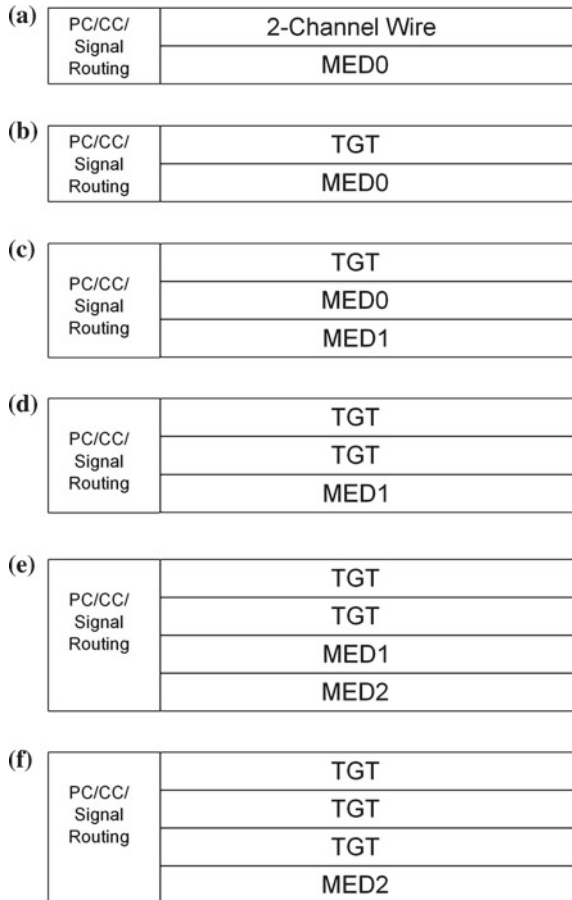 (a)
PC/CC/
Signal
Routing
2-Channel Wire
MED0
(b)
PC/CC/
Signal
Routing
TGT
MED0
(c)
PC/CC/
Signal
Routing
TGT
MED0
MED1
(d)
PC/CC/
Signal
Routing
TGT
TGT
MED1
(e)
PC/CC/
Signal
Routing
TGT
TGT
MED1
MED2
(f)
PC/CC/
Signal
Routing
TGT
TGT
TGT
MED2